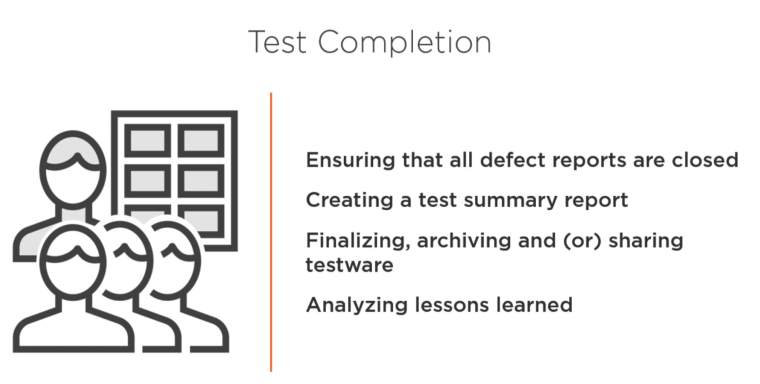 Test Completion
Ensuring that all defect reports are closed
Creating a test summary report
Finalizing, archiving and (or) sharing
testware
Analyzing lessons learned